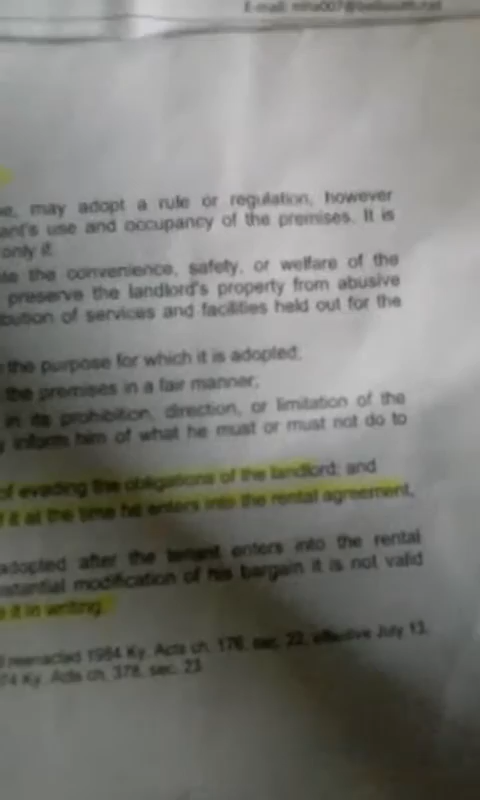 E-mail:
may adopt a rule or regulation, however
use and occupancy of the premises. It is
only if:
the convenience, safety, or welfare of the
preserve the landlord's property from abusive
of services and facilities held out for the
the purpose for which it is adopted;
the premises in a fair manner;
in its prohibition, direction, or limitation of the
inform him of what he must or must not do to
of evading the obligations of the landlord; and
it at the time he enters into the rental agreement.
adopted after the tenant enters into the rental
modification of his bargain it is not valid
it in writing.
reenacted 1984 Ky. Acts ch. 176, sec. 22, effective July 13,
Ky. Acts ch. 378, sec. 23